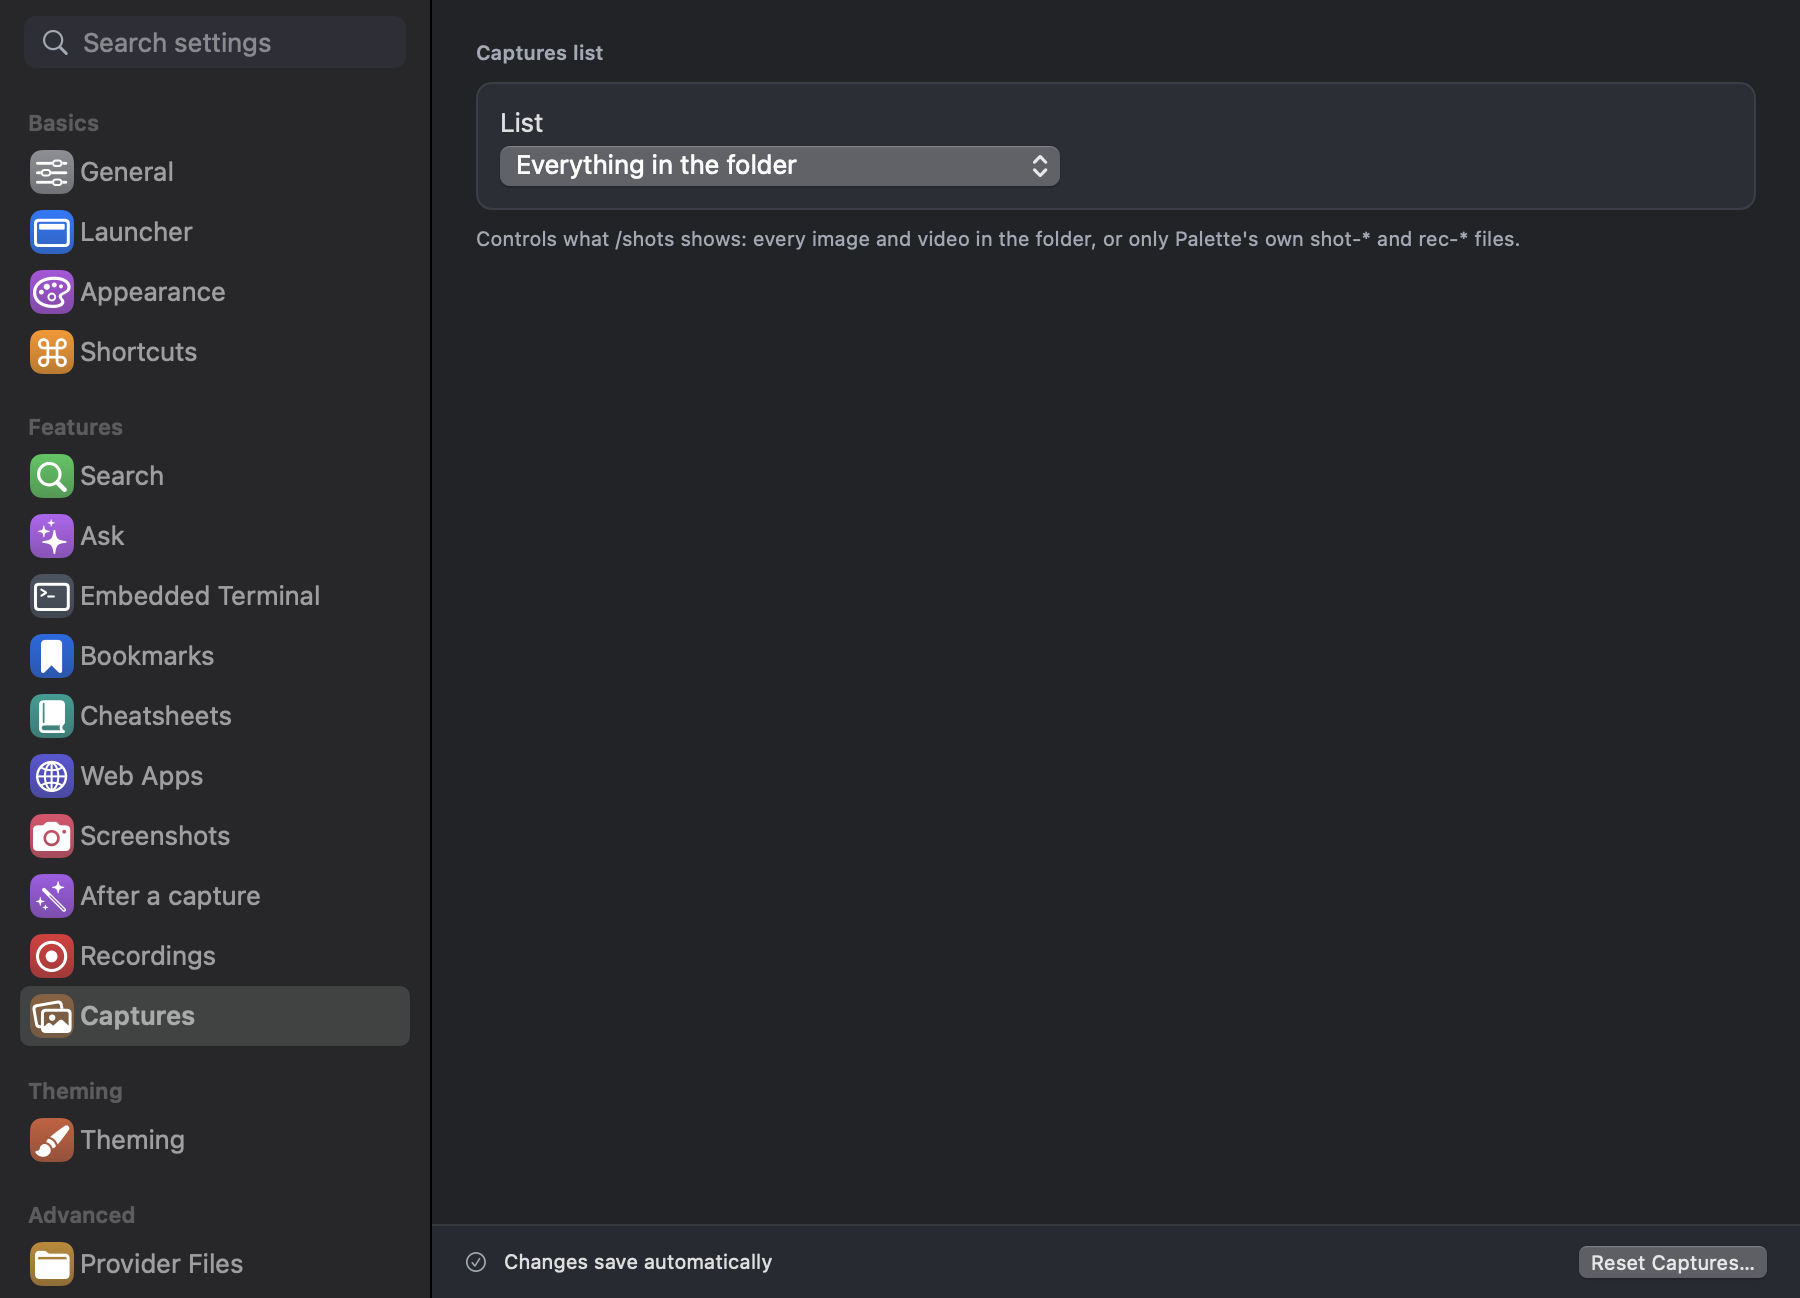 Search settings
Basics
General
Launcher
Appearance
Shortcuts
Features
Search
Ask
Embedded Terminal
Bookmarks
Cheatsheets
Web Apps
Screenshots
After a capture
Recordings
Captures
Theming
Theming
Advanced
Provider Files
Captures list
List
Everything in the folder
Controls what /shots shows: every image and video in the folder, or only Palette's own shot-* and rec-* files.
Changes save automatically
Reset Captures...